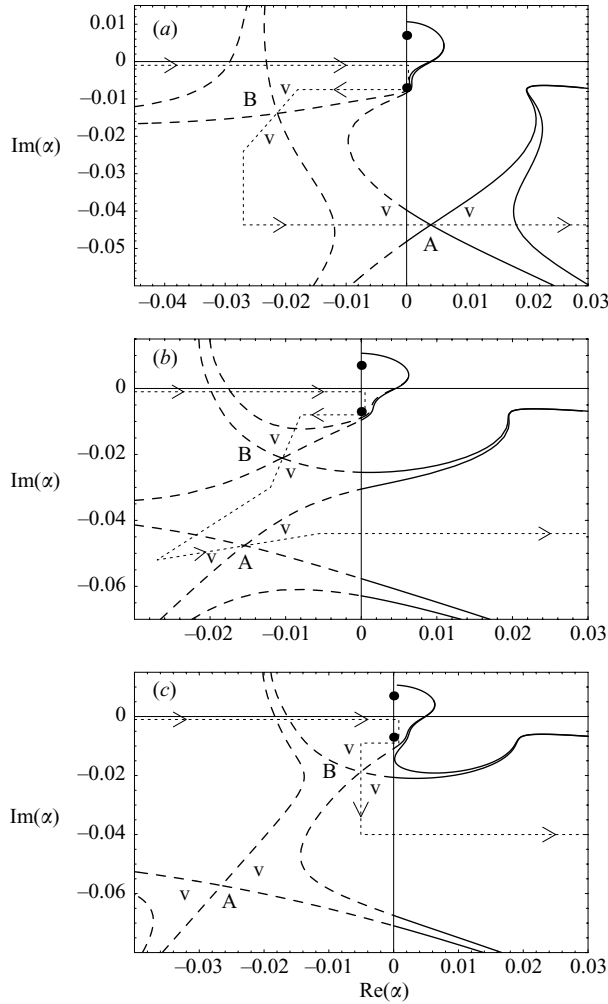 (a)
0.01
0
−0.01
−0.02
−0.03
−0.04
−0.05
Im(α)
v
B
v
v
v
A
−0.04 −0.03 −0.02 −0.01 0 0.01 0.02 0.03
(b)
0
−0.02
−0.04
−0.06
Im(α)
v
B
v
v
v
A
−0.02 −0.01 0 0.01 0.02 0.03
(c)
0
−0.02
−0.04
−0.06
Im(α)
v
B
v
v
v
A
−0.03 −0.02 −0.01 0 0.01 0.02 0.03
Re(α)